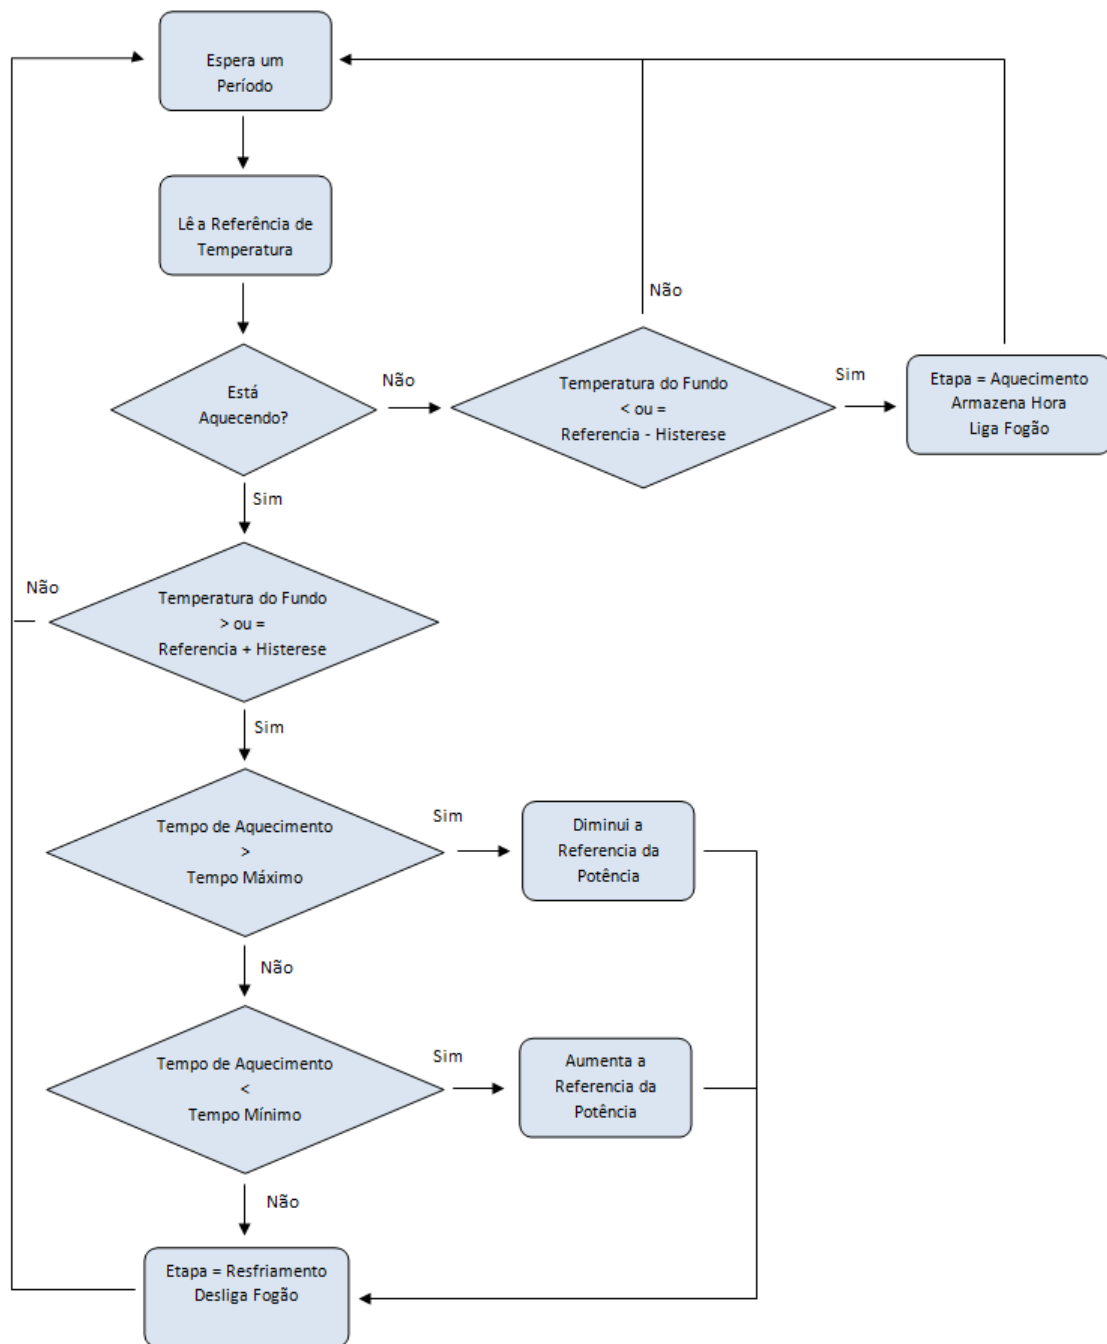 Espera um
Período
Lê a Referência de
Temperatura
Não
Está
Aquecendo?
Não
Temperatura do Fundo
< ou =
Referencia - Histerese
Sim
Etapa = Aquecimento
Armazena Hora
Liga Fogão
Sim
Não
Temperatura do Fundo
> ou =
Referencia + Histerese
Sim
Tempo de Aquecimento
>
Tempo Máximo
Sim
Diminui a
Referencia da
Potência
Não
Tempo de Aquecimento
<
Tempo Mínimo
Sim
Aumenta a
Referencia da
Potência
Não
Etapa = Resfriamento
Desliga Fogão